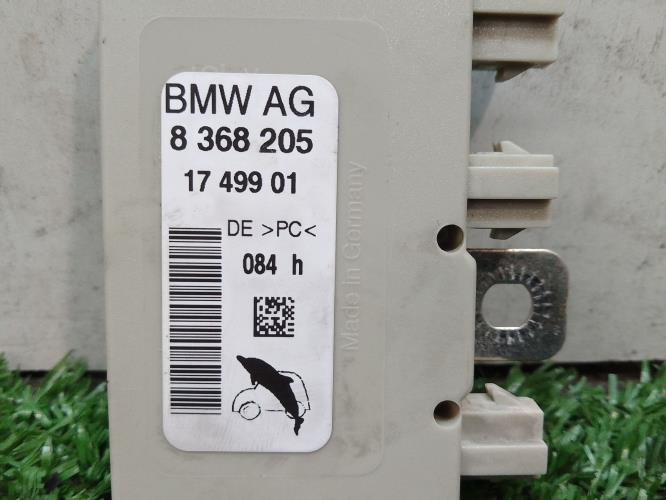 BMW AG
8 368 205
17 499 01
DE >PC<
084 h
Made in Germany